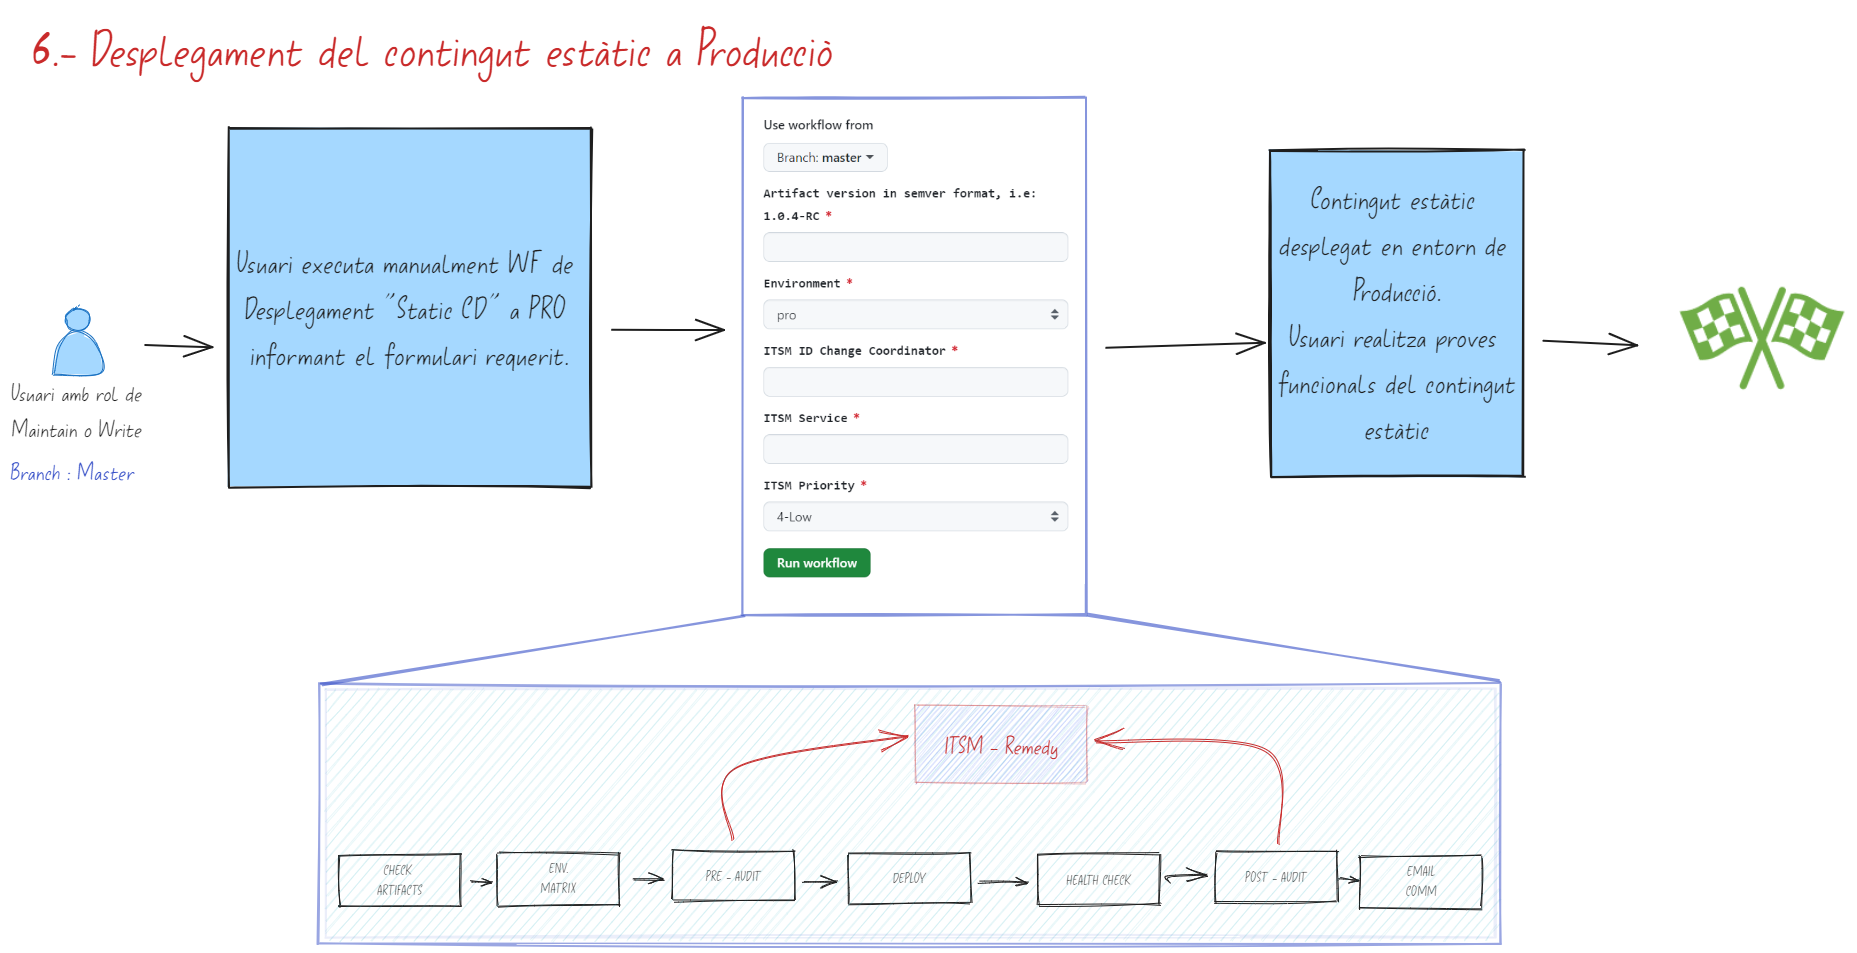 6.- Desplegament del contingut estàtic a Producciò
Usuari amb rol de
Maintain o Write
Branch : Master
Usuari executa manualment WF de
Desplegament "Static CD" a PRO
informant el formulari requerit.
Use workflow from
Branch: master
Artifact version in semver format, i.e:
1.0.4-RC *
Environment *
pro
ITSM ID Change Coordinator *
ITSM Service *
ITSM Priority *
4-Low
Run workflow
Contingut estàtic
desplegat en entorn de
Producció.
Usuari realitza proves
funcionals del contingut
estàtic
ITSM - Remedy
CHECK
ARTIFACTS
ENV.
MATRIX
PRE - AUDIT
DEPLOY
HEALTH CHECK
POST - AUDIT
EMAIL
COMM